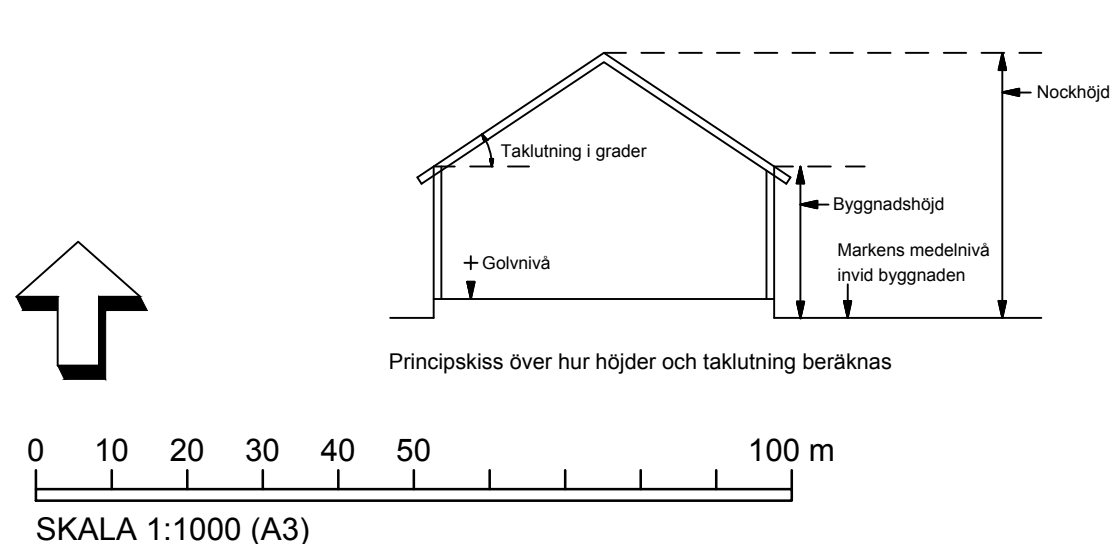 Nockhöjd
Taklutning i grader
Byggnadshöjd
Markens medelnivå
invid byggnaden
+ Golvnivå
Principskiss över hur höjder och taklutning beräknas
0 10 20 30 40 50 100 m
SKALA 1:1000 (A3)